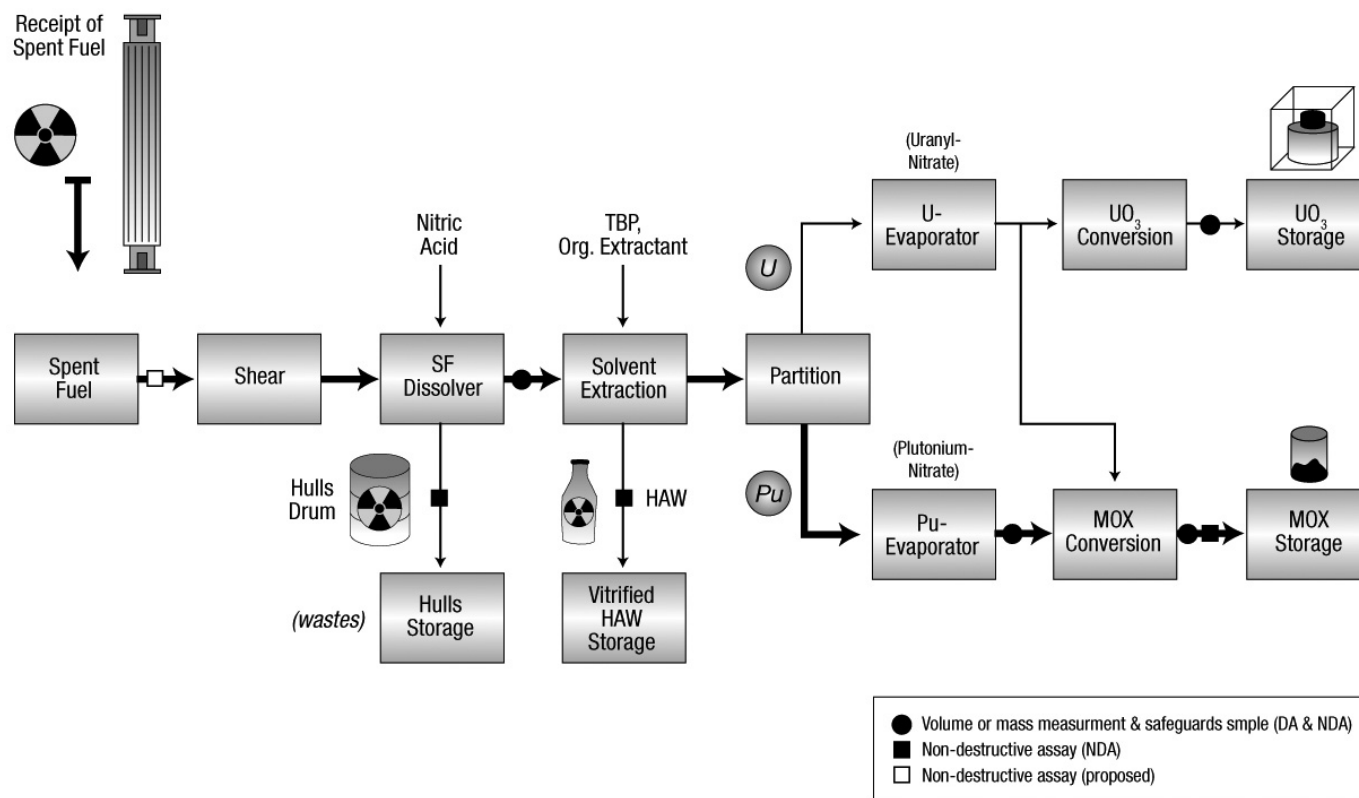 Receipt of
Spent Fuel
Nitric
Acid
TBP,
Org. Extractant
(Uranyl-
Nitrate)
U-
Evaporator
UO₃
Conversion
UO₃
Storage
U
Spent
Fuel
Shear
SF
Dissolver
Solvent
Extraction
Partition
Hulls
Drum
HAW
Pu
(Plutonium-
Nitrate)
Pu-
Evaporator
MOX
Conversion
MOX
Storage
(wastes)
Hulls
Storage
Vitrified
HAW
Storage
Volume or mass measurment & safeguards smple (DA & NDA)
Non-destructive assay (NDA)
Non-destructive assay (proposed)